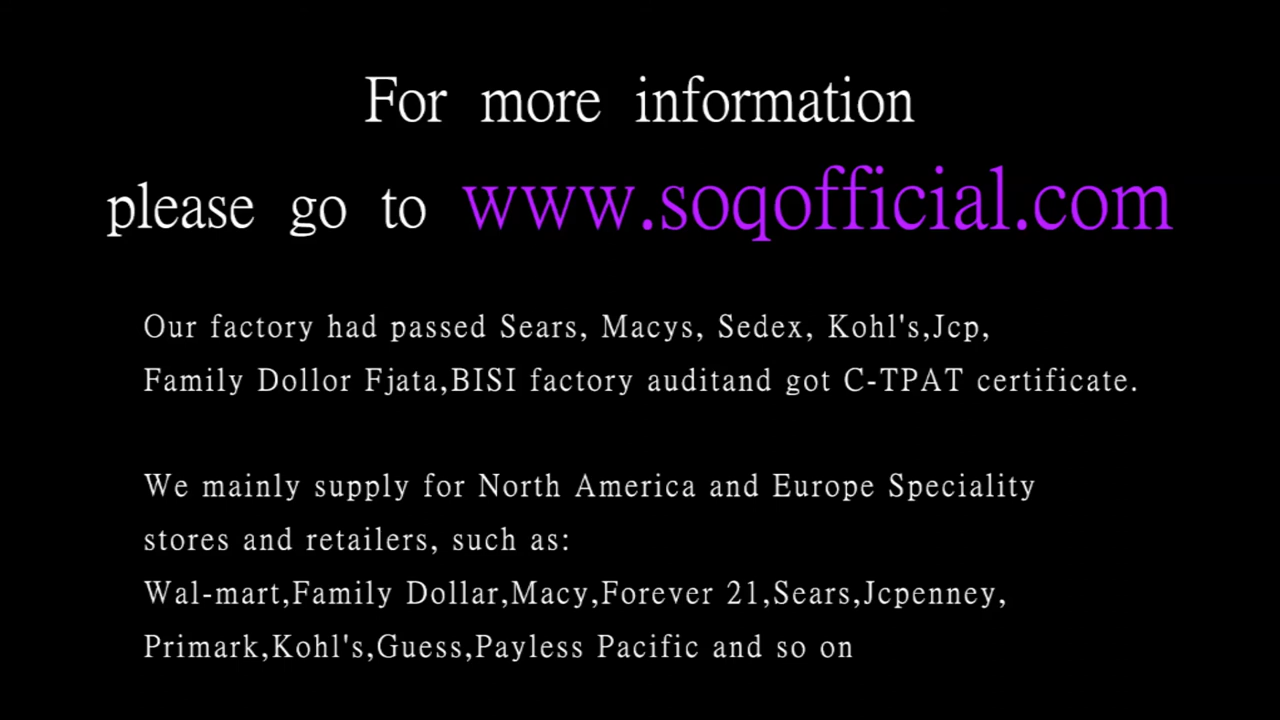 For more information
please go to www.soqofficial.com
Our factory had passed Sears, Macys, Sedex, Kohl's,Jcp,
Family Dollor Fjata,BISI factory auditand got C-TPAT certificate.
We mainly supply for North America and Europe Speciality
stores and retailers, such as:
Wal-mart,Family Dollar,Macy,Forever 21,Sears,Jcpenney,
Primark,Kohl's,Guess,Payless Pacific and so on